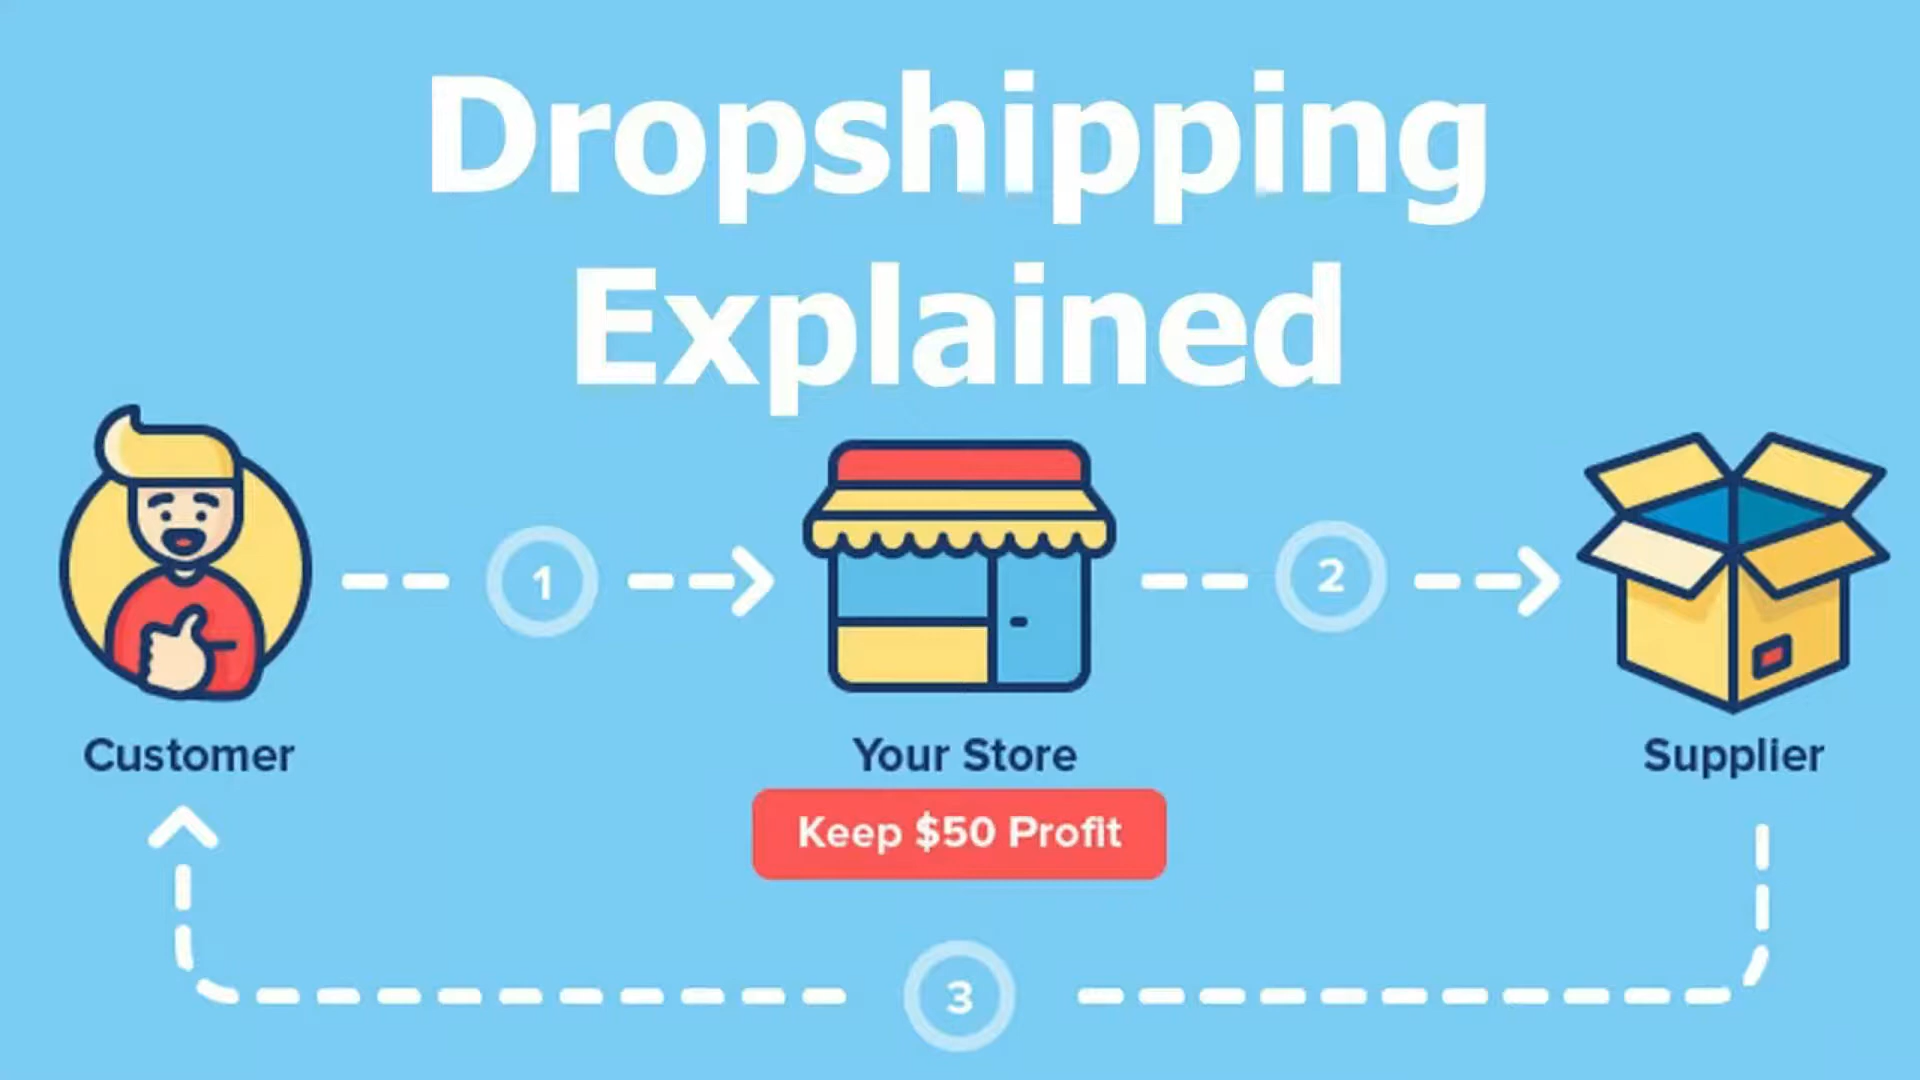 Dropshipping
Explained
1
2
Customer
Your Store
Supplier
Keep $50 Profit
3